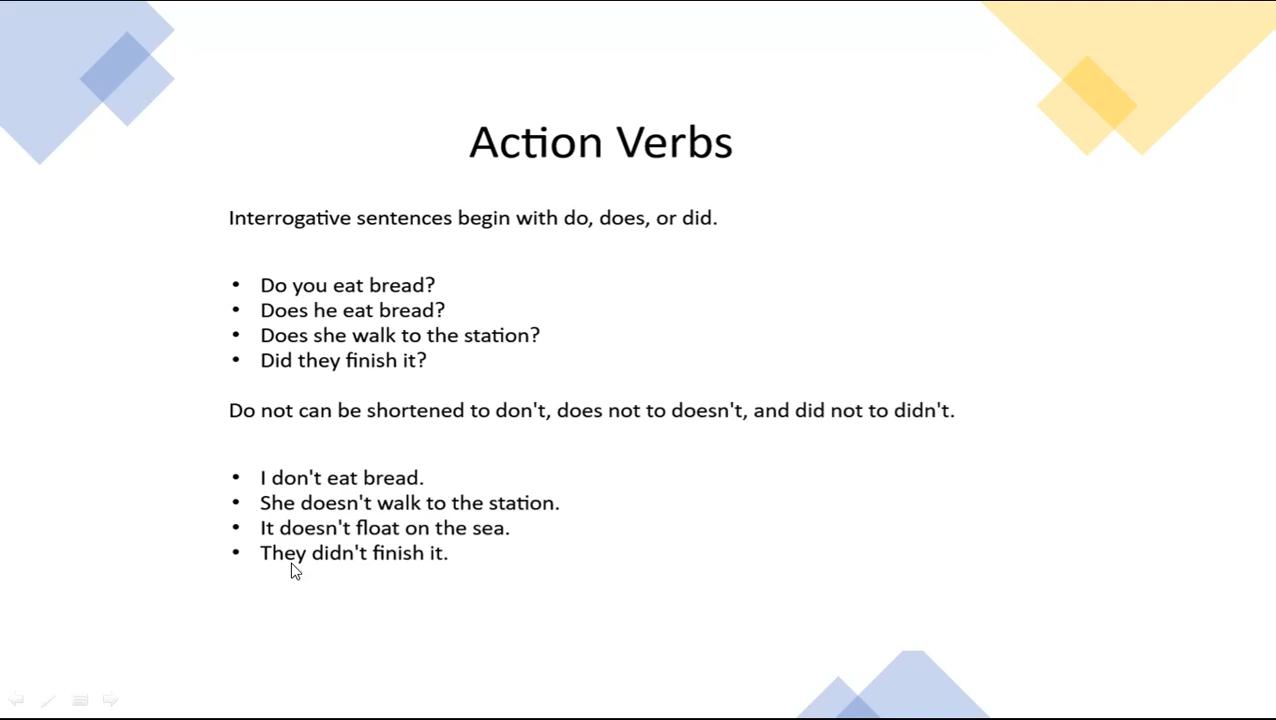 Action Verbs
Interrogative sentences begin with do, does, or did.
• Do you eat bread?
• Does he eat bread?
• Does she walk to the station?
• Did they finish it?
Do not can be shortened to don't, does not to doesn't, and did not to didn't.
• I don't eat bread.
• She doesn't walk to the station.
• It doesn't float on the sea.
• They didn't finish it.